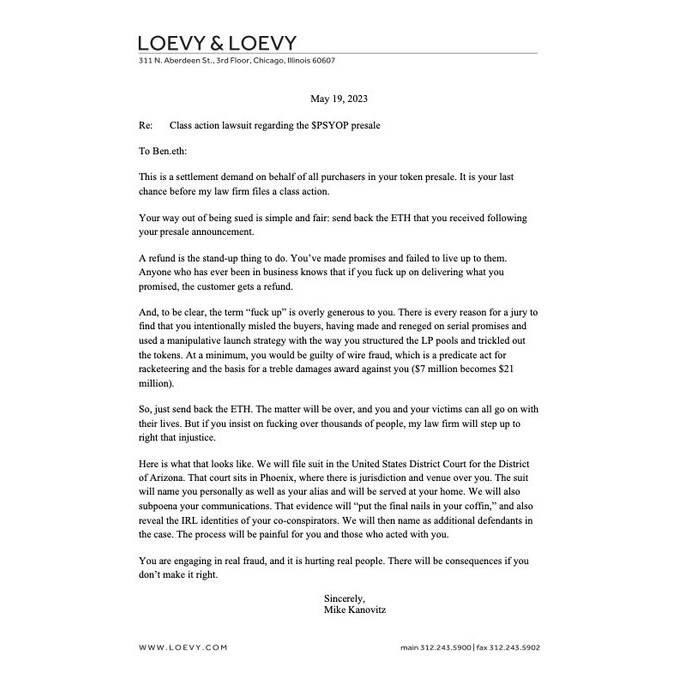 LOEVY & LOEVY
311 N. Aberdeen St., 3rd Floor, Chicago, Illinois 60607
May 19, 2023
Re: Class action lawsuit regarding the $PSYOP presale
To Ben.eth:
This is a settlement demand on behalf of all purchasers in your token presale. It is your last
chance before my law firm files a class action.
Your way out of being sued is simple and fair: send back the ETH that you received following
your presale announcement.
A refund is the stand-up thing to do. You've made promises and failed to live up to them.
Anyone who has ever been in business knows that if you fuck up on delivering what you
promised, the customer gets a refund.
And, to be clear, the term “fuck up” is overly generous to you. There is every reason for a jury to
find that you intentionally misled the buyers, having made and reneged on serial promises and
used a manipulative launch strategy with the way you structured the LP pools and trickled out
the tokens. At a minimum, you would be guilty of wire fraud, which is a predicate act for
racketeering and the basis for a treble damages award against you ($7 million becomes $21
million).
So, just send back the ETH. The matter will be over, and you and your victims can all go on with
their lives. But if you insist on fucking over thousands of people, my law firm will step up to
right that injustice.
Here is what that looks like. We will file suit in the United States District Court for the District
of Arizona. That court sits in Phoenix, where there is jurisdiction and venue over you. The suit
will name you personally as well as your alias and will be served at your home. We will also
subpoena your communications. That evidence will “put the final nails in your coffin,” and also
reveal the IRL identities of your co-conspirators. We will then name as additional defendants in
the case. The process will be painful for you and those who acted with you.
You are engaging in real fraud, and it is hurting real people. There will be consequences if you
don't make it right.
Sincerely,
Mike Kanovitz
WWW.LOEVY.COM main 312.243.5900 | fax 312.243.5902